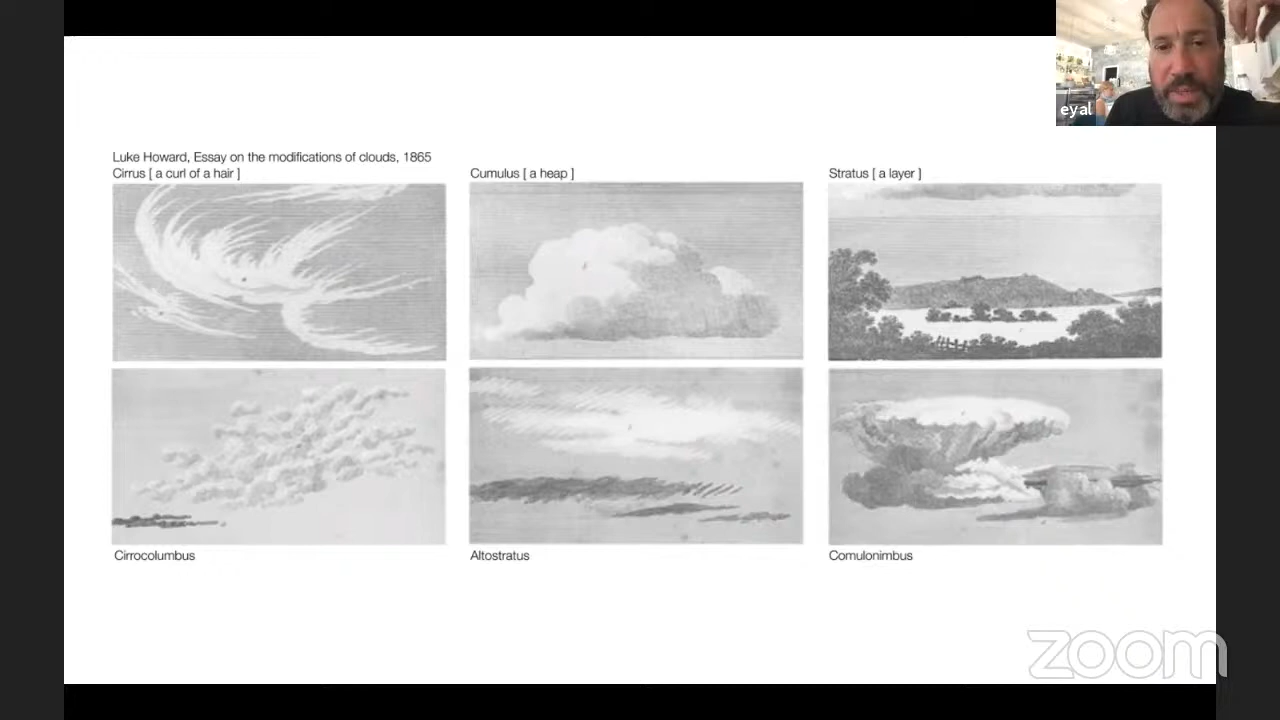 eyal
Luke Howard, Essay on the modifications of clouds, 1865
Cirrus [ a curl of a hair ]
Cumulus [ a heap ]
Stratus [ a layer ]
Cirrocolumbus
Altostratus
Comulonimbus
zoom